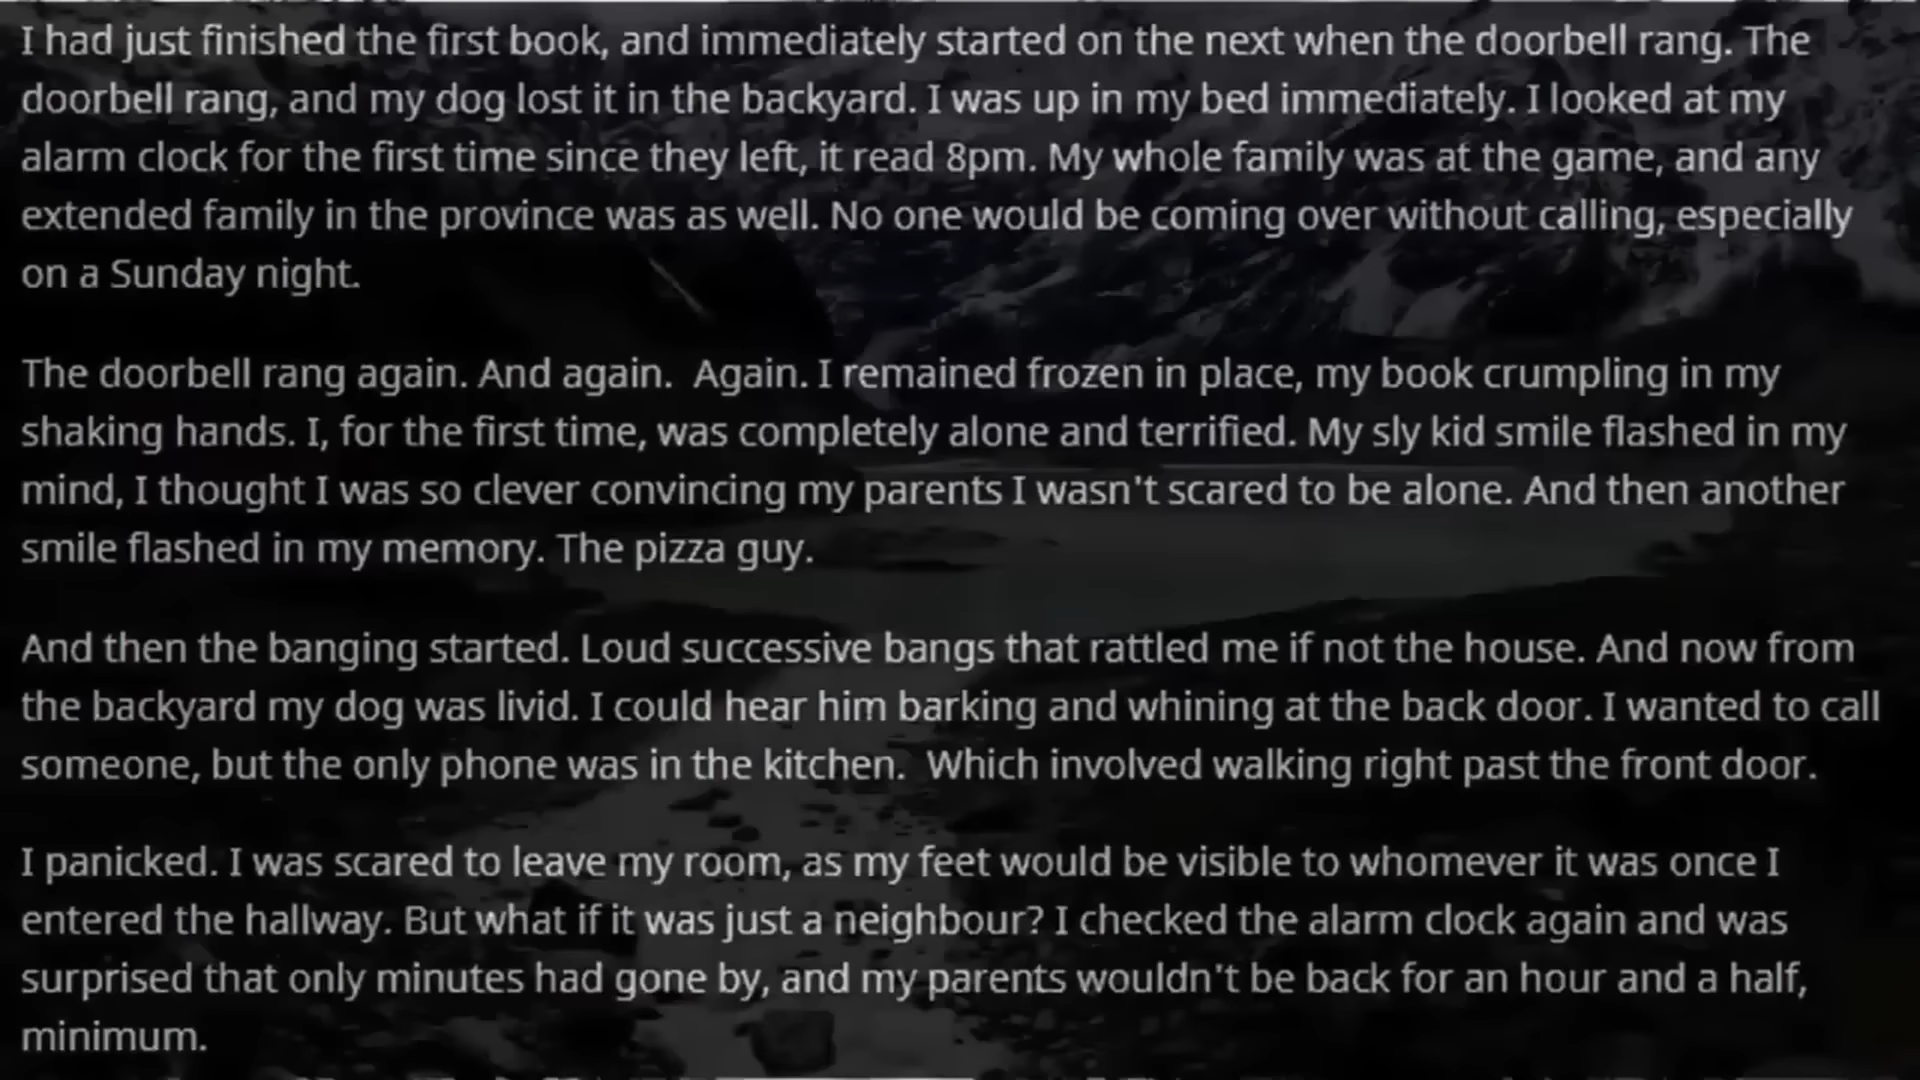 I had just finished the first book, and immediately started on the next when the doorbell rang. The
doorbell rang, and my dog lost it in the backyard. I was up in my bed immediately. I looked at my
alarm clock for the first time since they left, it read 8pm. My whole family was at the game, and any
extended family in the province was as well. No one would be coming over without calling, especially
on a Sunday night.
The doorbell rang again. And again.  Again. I remained frozen in place, my book crumpling in my
shaking hands. I, for the first time, was completely alone and terrified. My sly kid smile flashed in my
mind, I thought I was so clever convincing my parents I wasn't scared to be alone. And then another
smile flashed in my memory. The pizza guy.
And then the banging started. Loud successive bangs that rattled me if not the house. And now from
the backyard my dog was livid. I could hear him barking and whining at the back door. I wanted to call
someone, but the only phone was in the kitchen.  Which involved walking right past the front door.
I panicked. I was scared to leave my room, as my feet would be visible to whomever it was once I
entered the hallway. But what if it was just a neighbour? I checked the alarm clock again and was
surprised that only minutes had gone by, and my parents wouldn't be back for an hour and a half,
minimum.